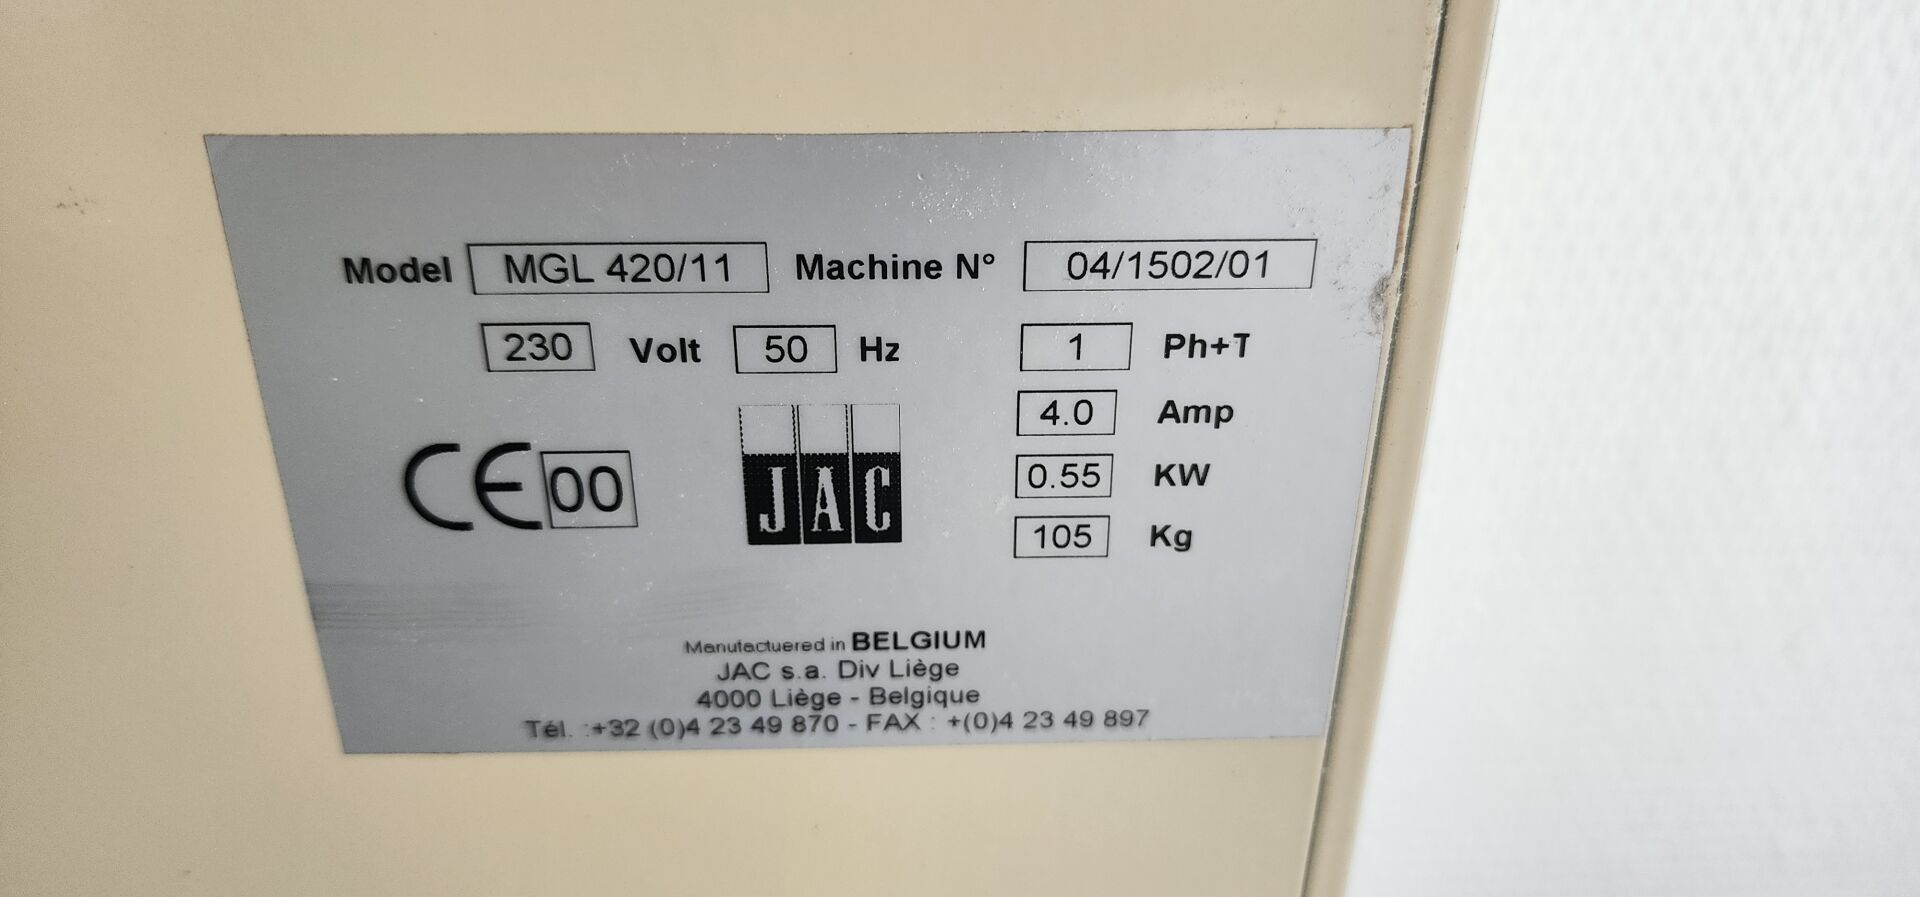 Model MGL 420/11 Machine N° 04/1502/01
230 Volt 50 Hz 1 Ph+T
4.0 Amp
CE 00 JAC 0.55 KW
105 Kg
Manufactuered in BELGIUM
JAC s.a. Div Liège
4000 Liège - Belgique
Tél. :+32 (0)4 23 49 870 - FAX : +(0)4 23 49 897